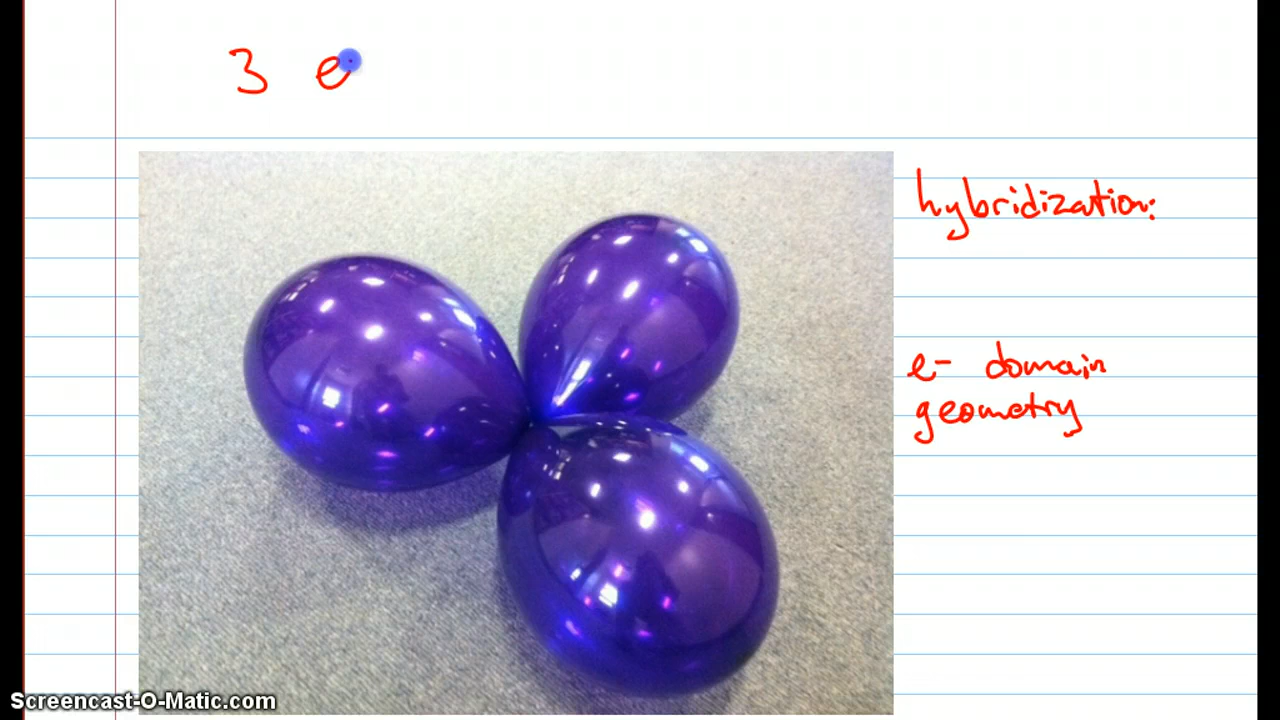 3 e
hybridization:
e- domain
geometry
Screencast-O-Matic.com